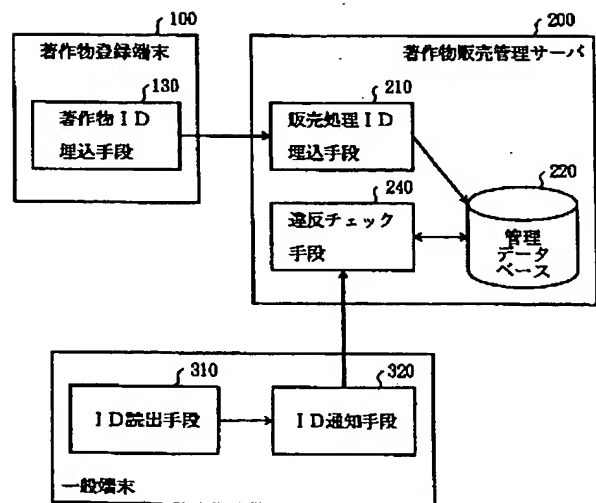 100
著作物登録端末
130
著作物ID
埋込手段
200
著作物販売管理サーバ
210
販売処理ID
埋込手段
220
管理
データ
ベース
240
違反チェック
手段
310
ID読出手段
320
ID通知手段
一般端末